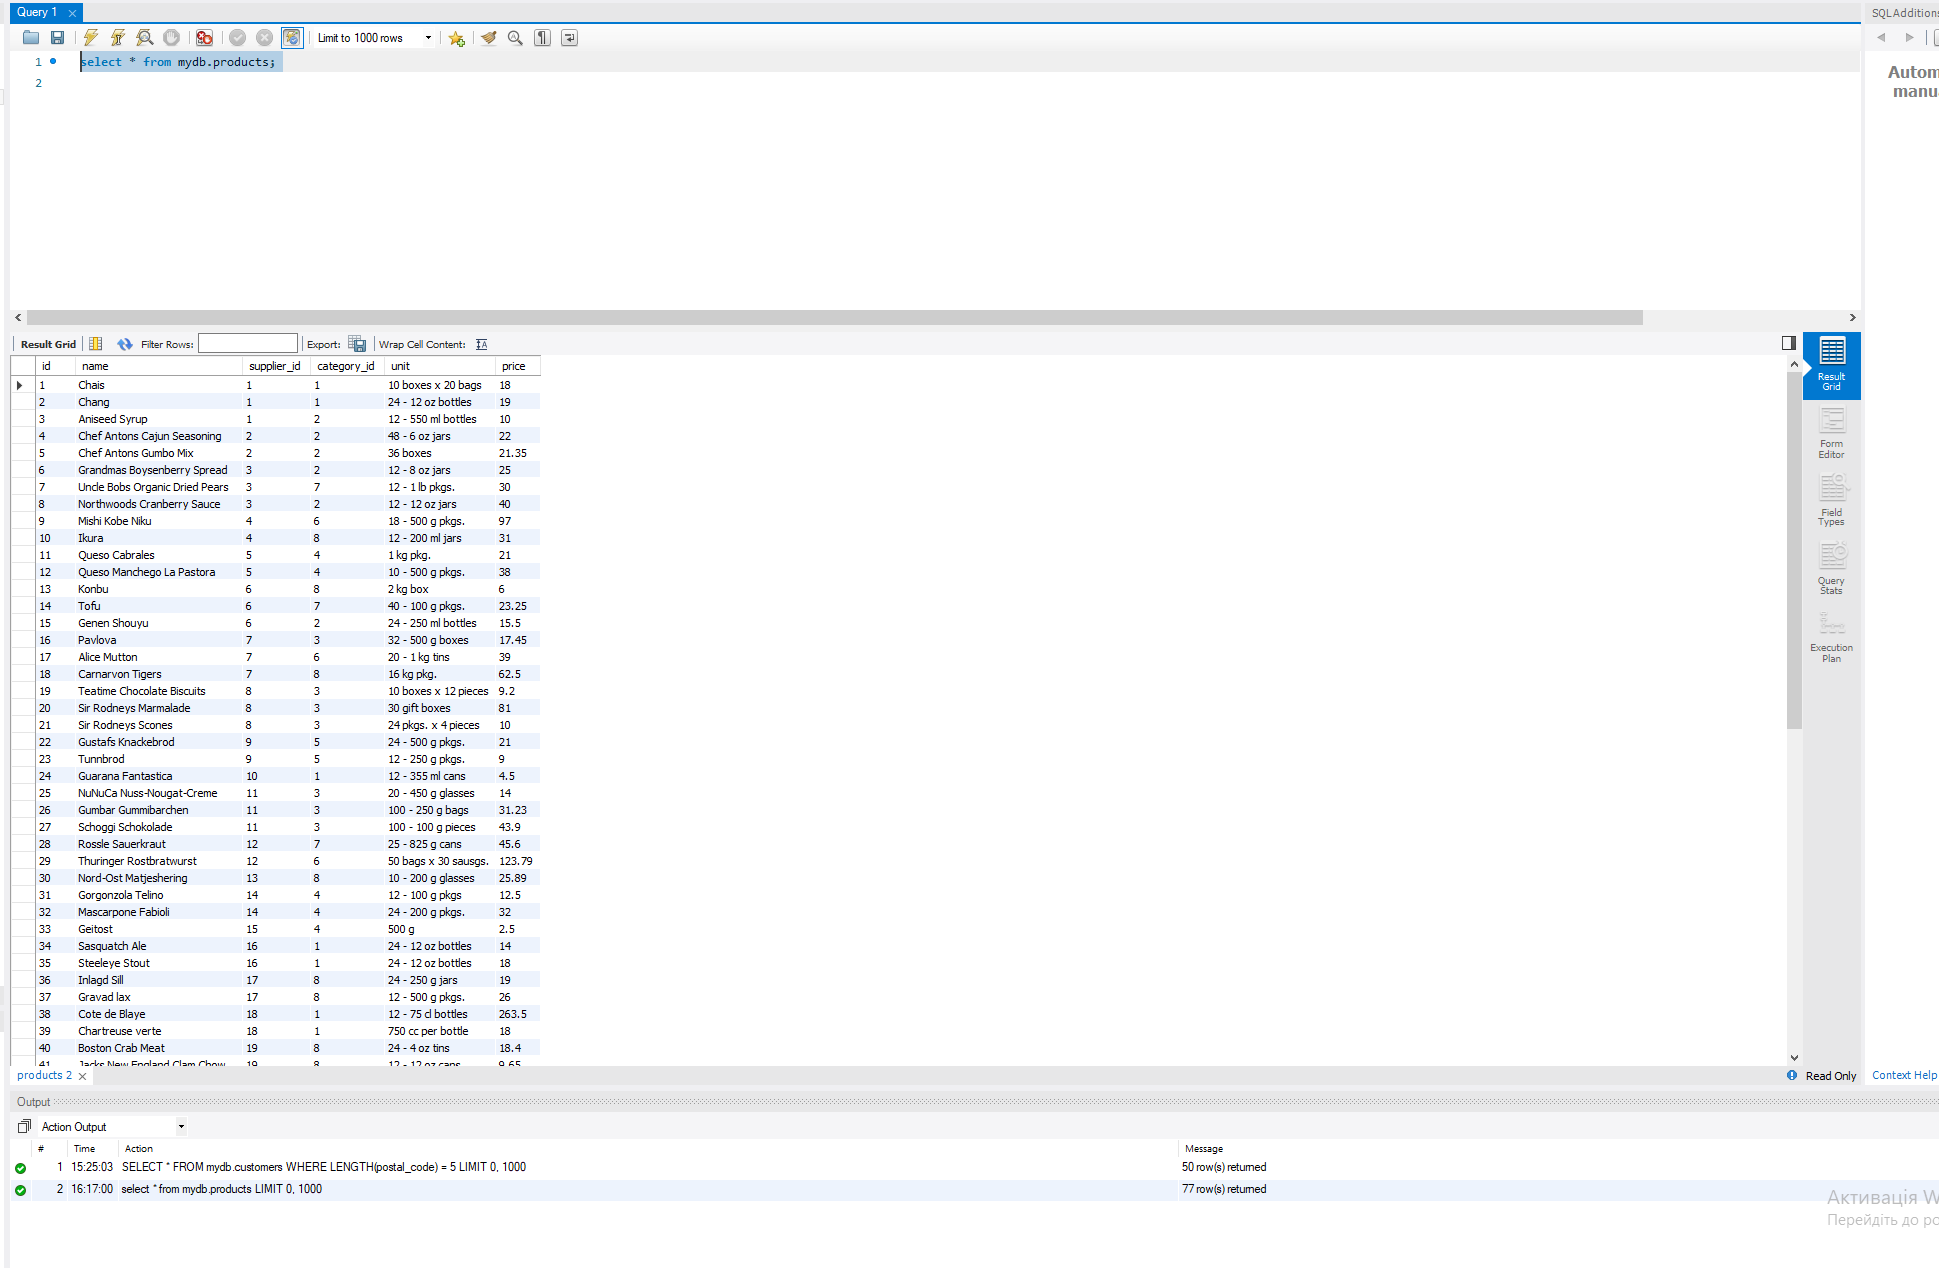 Query 1
SQLAdditions
Limit to 1000 rows
1 select * from mydb.products;
2
Autom
manua
Result Grid Filter Rows: Export: Wrap Cell Content:
id name supplier_id category_id unit price
1 Chais 1 1 10 boxes x 20 bags 18
2 Chang 1 1 24 - 12 oz bottles 19
3 Aniseed Syrup 1 2 12 - 550 ml bottles 10
4 Chef Antons Cajun Seasoning 2 2 48 - 6 oz jars 22
5 Chef Antons Gumbo Mix 2 2 36 boxes 21.35
6 Grandmas Boysenberry Spread 3 2 12 - 8 oz jars 25
7 Uncle Bobs Organic Dried Pears 3 7 12 - 1 lb pkgs. 30
8 Northwoods Cranberry Sauce 3 2 12 - 12 oz jars 40
9 Mishi Kobe Niku 4 6 18 - 500 g pkgs. 97
10 Ikura 4 8 12 - 200 ml jars 31
11 Queso Cabrales 5 4 1 kg pkg. 21
12 Queso Manchego La Pastora 5 4 10 - 500 g pkgs. 38
13 Konbu 6 8 2 kg box 6
14 Tofu 6 7 40 - 100 g pkgs. 23.25
15 Genen Shouyu 6 2 24 - 250 ml bottles 15.5
16 Pavlova 7 3 32 - 500 g boxes 17.45
17 Alice Mutton 7 6 20 - 1 kg tins 39
18 Carnarvon Tigers 7 8 16 kg pkg. 62.5
19 Teatime Chocolate Biscuits 8 3 10 boxes x 12 pieces 9.2
20 Sir Rodneys Marmalade 8 3 30 gift boxes 81
21 Sir Rodneys Scones 8 3 24 pkgs. x 4 pieces 10
22 Gustafs Knackebrod 9 5 24 - 500 g pkgs. 21
23 Tunnbrod 9 5 12 - 250 g pkgs. 9
24 Guarana Fantastica 10 1 12 - 355 ml cans 4.5
25 NuNuCa Nuss-Nougat-Creme 11 3 20 - 450 g glasses 14
26 Gumbar Gummibarchen 11 3 100 - 250 g bags 31.23
27 Schoggi Schokolade 11 3 100 - 100 g pieces 43.9
28 Rossle Sauerkraut 12 7 25 - 825 g cans 45.6
29 Thuringer Rostbratwurst 12 6 50 bags x 30 sausgs. 123.79
30 Nord-Ost Matjeshering 13 8 10 - 200 g glasses 25.89
31 Gorgonzola Telino 14 4 12 - 100 g pkgs 12.5
32 Mascarpone Fabioli 14 4 24 - 200 g pkgs. 32
33 Geitost 15 4 500 g 2.5
34 Sasquatch Ale 16 1 24 - 12 oz bottles 14
35 Steeleye Stout 16 1 24 - 12 oz bottles 18
36 Inlagd Sill 17 8 24 - 250 g jars 19
37 Gravad lax 17 8 12 - 500 g pkgs. 26
38 Cote de Blaye 18 1 12 - 75 cl bottles 263.5
39 Chartreuse verte 18 1 750 cc per bottle 18
40 Boston Crab Meat 19 8 24 - 4 oz tins 18.4
41 Jacks New England Clam Chow 19 8 12 - 12 oz cans 9.65
Result
Grid
Form
Editor
Field
Types
Query
Stats
Execution
Plan
products 2
Read Only
Context Help
Output
Action Output
# Time Action Message
1 15:25:03 SELECT * FROM mydb.customers WHERE LENGTH(postal_code) = 5 LIMIT 0, 1000 50 row(s) returned
2 16:17:00 select * from mydb.products LIMIT 0, 1000 77 row(s) returned
Активація W
Перейдіть до ро